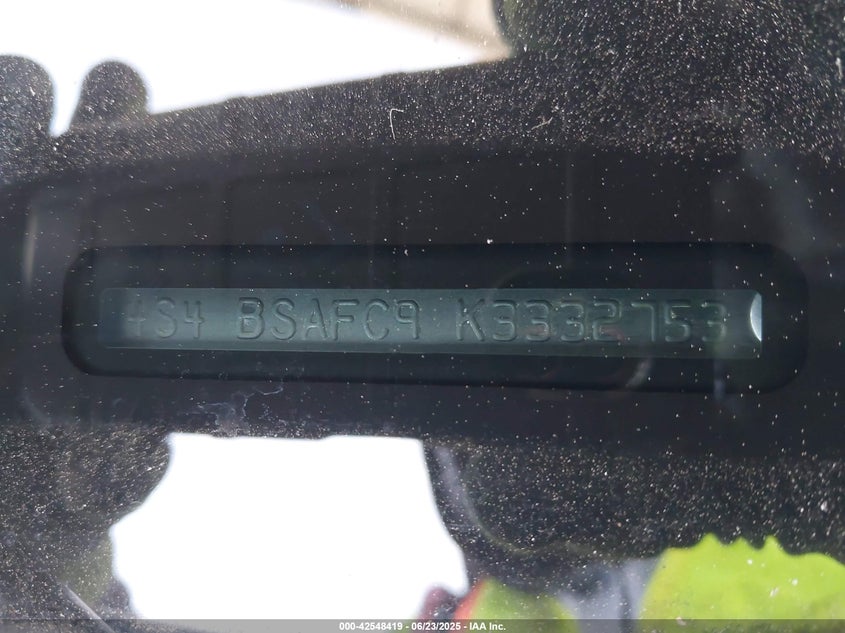 4S4 BSAFC9 K3332753
000-42548419 - 06/23/2025 - IAA Inc.